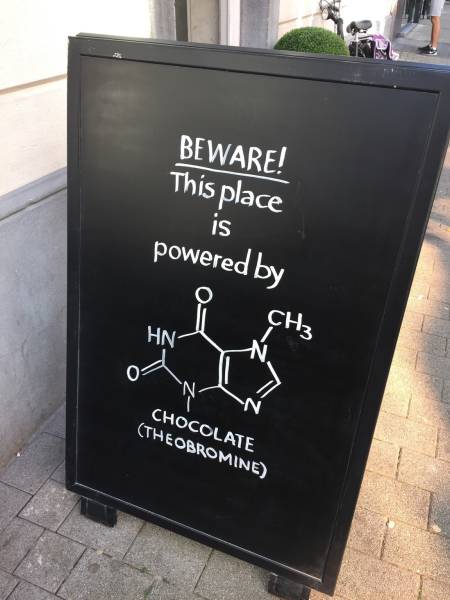 BEWARE!
This place
is
powered by
O
CH3
HN
N
O
N
N
CHOCOLATE
(THEOBROMINE)